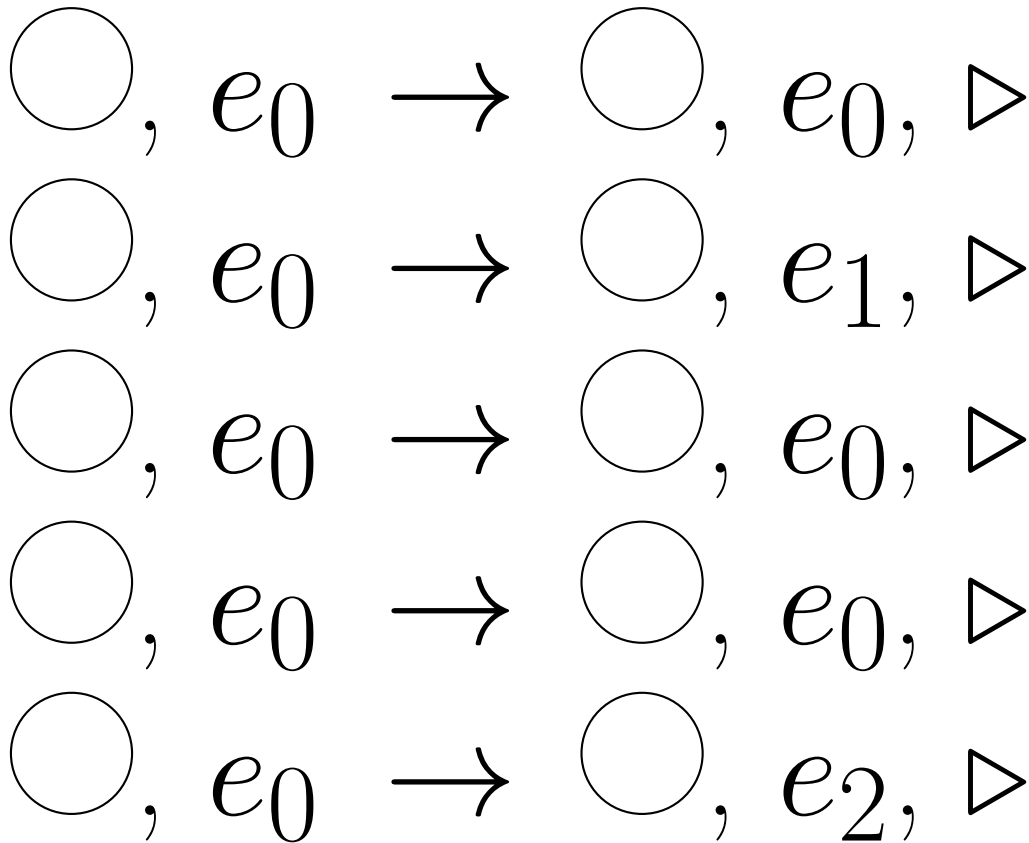 ◯, e₀ → ◯, e₀, ▷
◯, e₀ → ◯, e₁, ▷
◯, e₀ → ◯, e₀, ▷
◯, e₀ → ◯, e₀, ▷
◯, e₀ → ◯, e₂, ▷